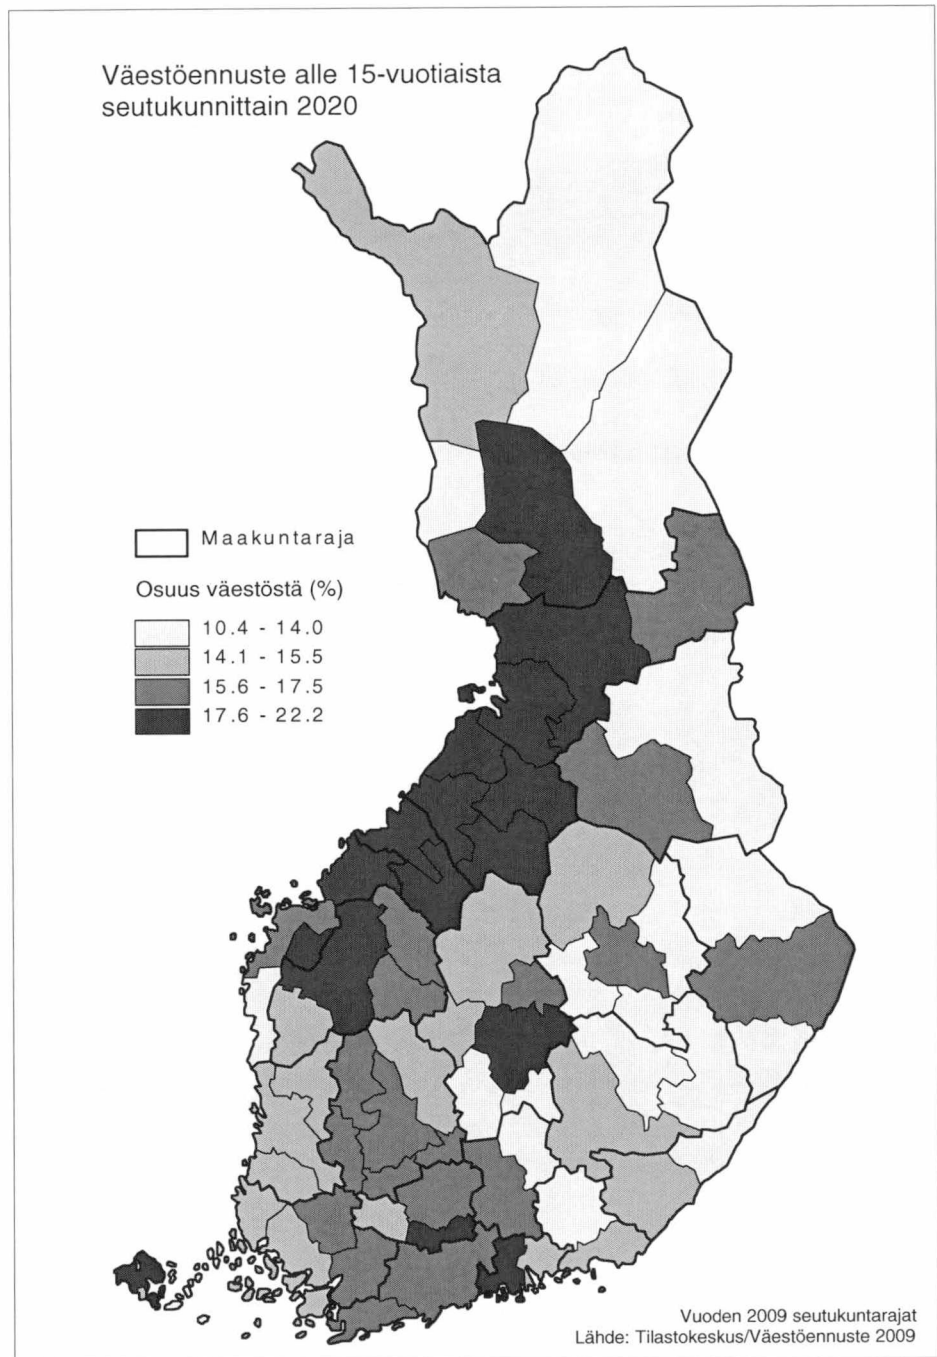 Väestöennuste alle 15-vuotiaista
seutukunnittain 2020
Maakuntaraja
Osuus väestöstä (%)
10.4 - 14.0
14.1 - 15.5
15.6 - 17.5
17.6 - 22.2
Vuoden 2009 seutukuntarajat
Lähde: Tilastokeskus/Väestöennuste 2009